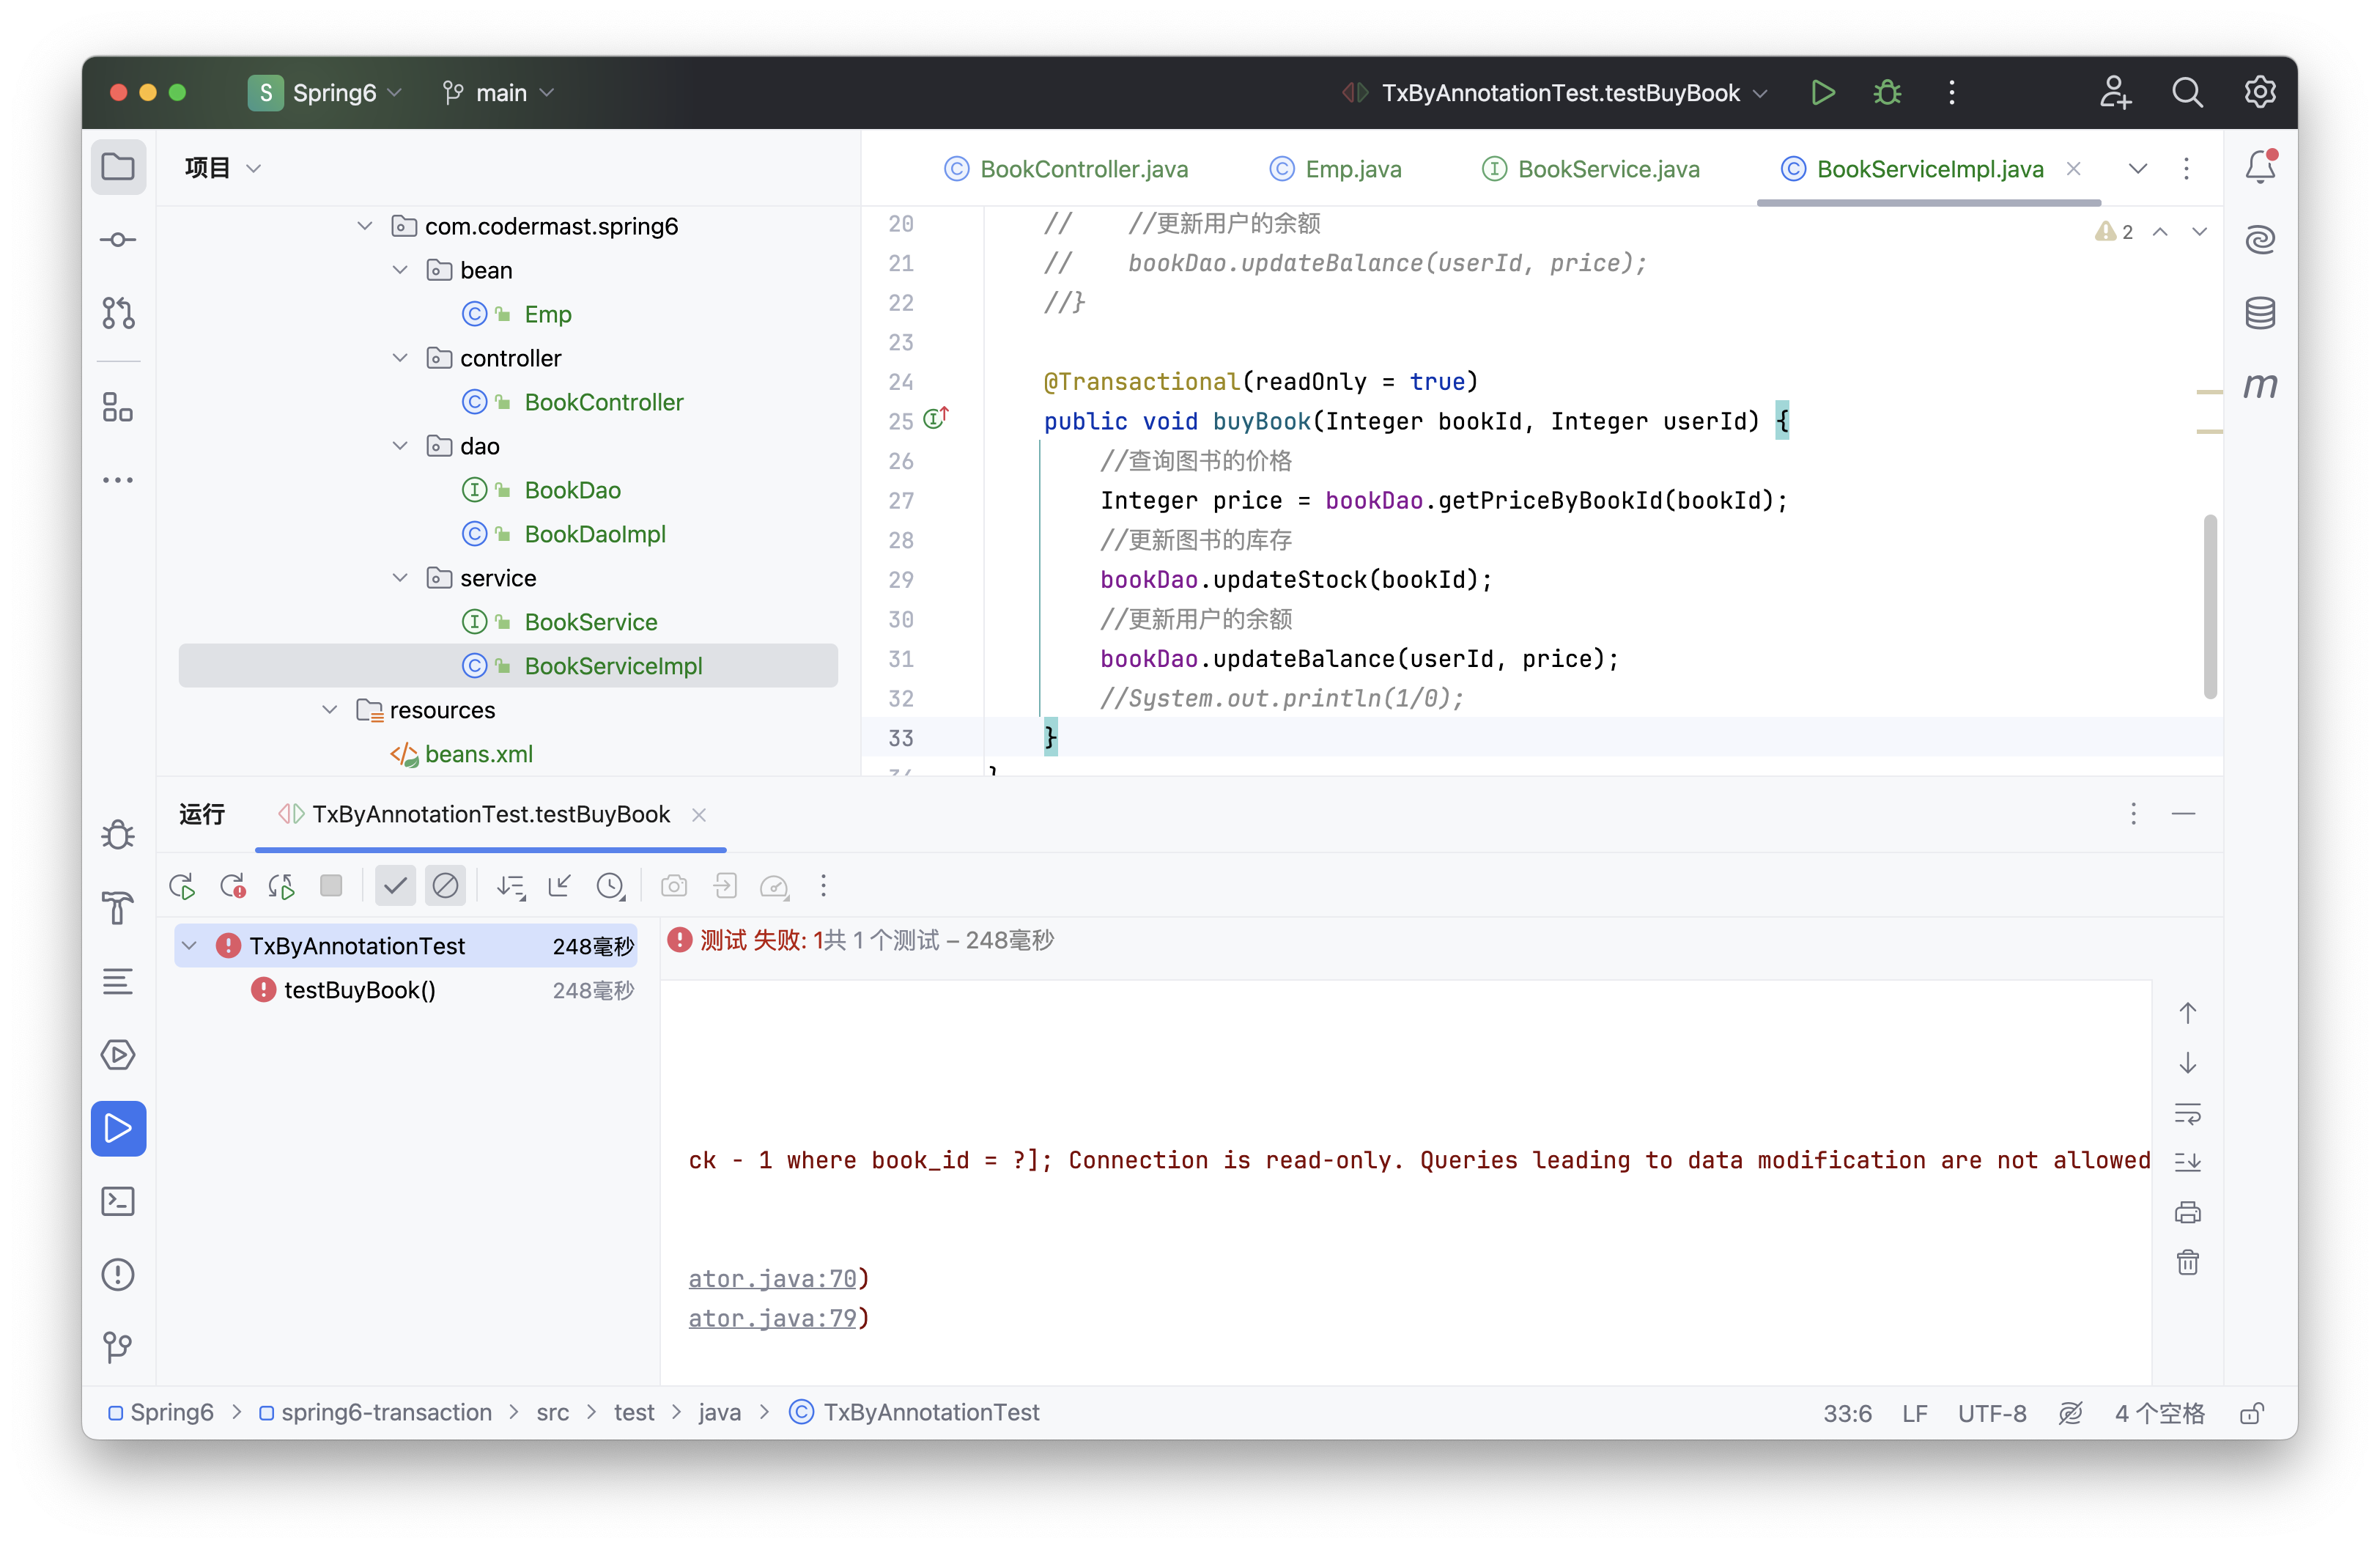 S Spring6 main TxByAnnotationTest.testBuyBook
项目
com.codermast.spring6
bean
C Emp
controller
C BookController
dao
I BookDao
C BookDaoImpl
service
I BookService
C BookServiceImpl
resources
beans.xml
C BookController.java C Emp.java I BookService.java C BookServiceImpl.java
2
20 // //更新用户的余额
21 // bookDao.updateBalance(userId, price);
22 //}
23
24 @Transactional(readOnly = true)
25 public void buyBook(Integer bookId, Integer userId) {
26 //查询图书的价格
27 Integer price = bookDao.getPriceByBookId(bookId);
28 //更新图书的库存
29 bookDao.updateStock(bookId);
30 //更新用户的余额
31 bookDao.updateBalance(userId, price);
32 //System.out.println(1/0);
33 }
m
运行 TxByAnnotationTest.testBuyBook
TxByAnnotationTest 248毫秒
testBuyBook() 248毫秒
测试 失败: 1共 1 个测试 – 248毫秒
ck - 1 where book_id = ?]; Connection is read-only. Queries leading to data modification are not allowed
ator.java:70)
ator.java:79)
Spring6 > spring6-transaction > src > test > java > C TxByAnnotationTest
33:6 LF UTF-8 4 个空格